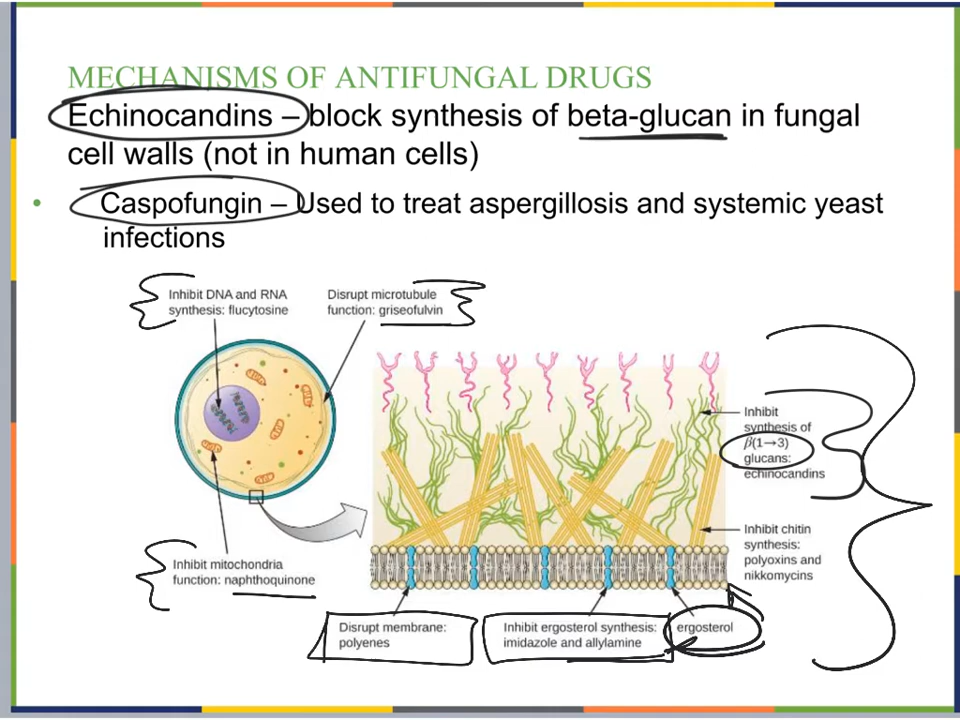 MECHANISMS OF ANTIFUNGAL DRUGS
Echinocandins – block synthesis of beta-glucan in fungal
cell walls (not in human cells)
• Caspofungin – Used to treat aspergillosis and systemic yeast
infections
Inhibit DNA and RNA
synthesis: flucytosine
Disrupt microtubule
function: griseofulvin
Inhibit
synthesis of
β(1→3)
glucans:
echinocandins
Inhibit chitin
synthesis:
polyoxins and
nikkomycins
Inhibit mitochondria
function: naphthoquinone
Disrupt membrane:
polyenes
Inhibit ergosterol synthesis:
imidazole and allylamine
ergosterol